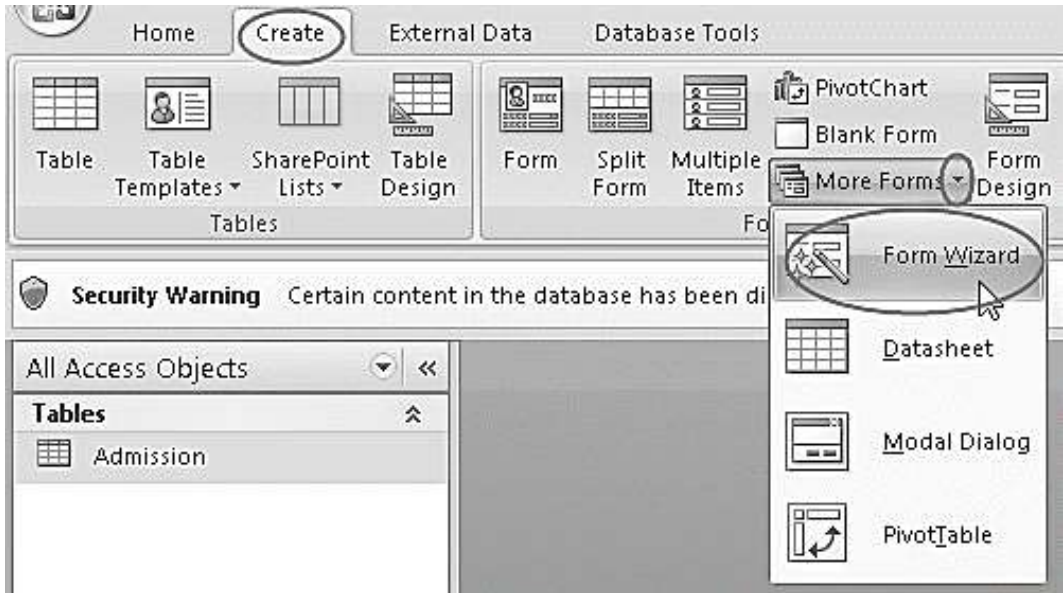 Home Create External Data Database Tools
Table
Table Templates
SharePoint Lists
Table Design
Tables
Form
Split Form
Multiple Items
PivotChart
Blank Form
More Forms
Form Design
Fo
Form Wizard
Datasheet
Modal Dialog
PivotTable
Security Warning Certain content in the database has been di
All Access Objects
Tables
Admission